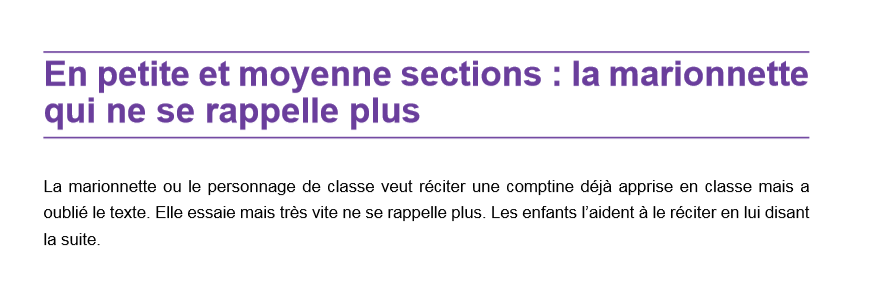 En petite et moyenne sections : la marionnette
qui ne se rappelle plus
La marionnette ou le personnage de classe veut réciter une comptine déjà apprise en classe mais a
oublié le texte. Elle essaie mais très vite ne se rappelle plus. Les enfants l’aident à le réciter en lui disant
la suite.